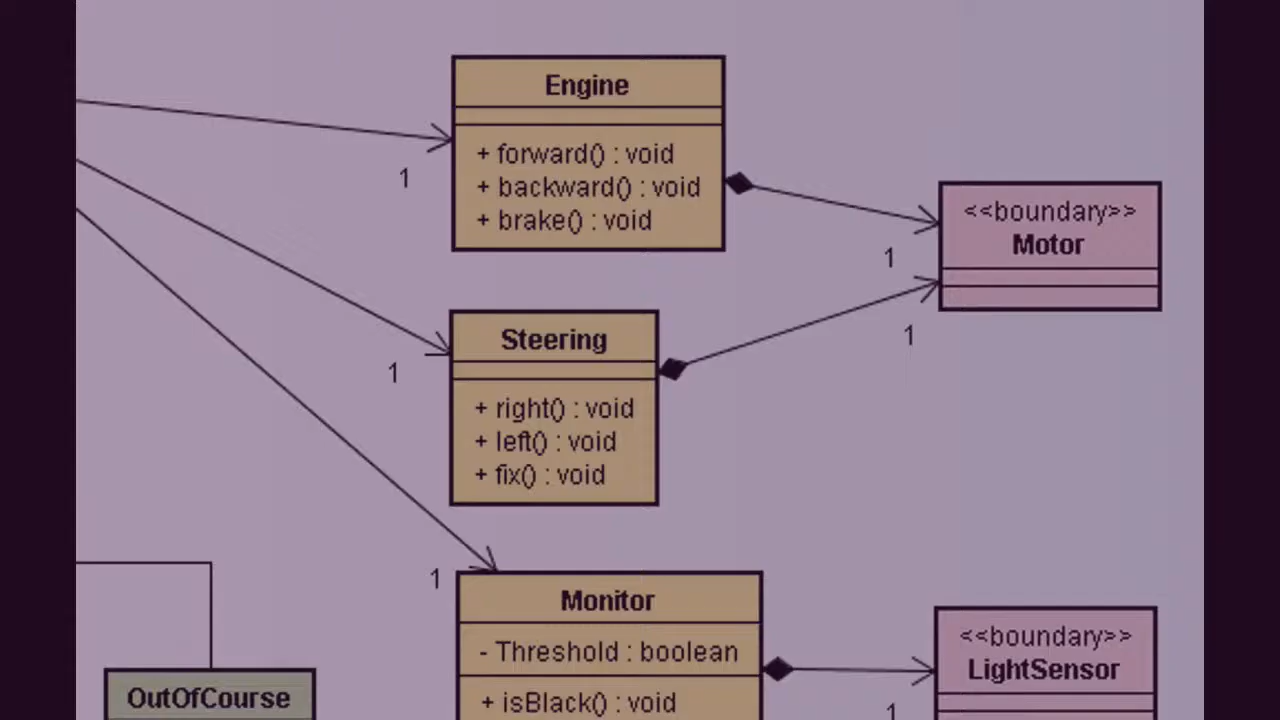 Engine
+ forward() : void
+ backward() : void
+ brake() : void
1
<<boundary>>
Motor
1
1
Steering
+ right() : void
+ left() : void
+ fix() : void
1
1
Monitor
- Threshold : boolean
+ isBlack() : void
<<boundary>>
LightSensor
1
OutOfCourse